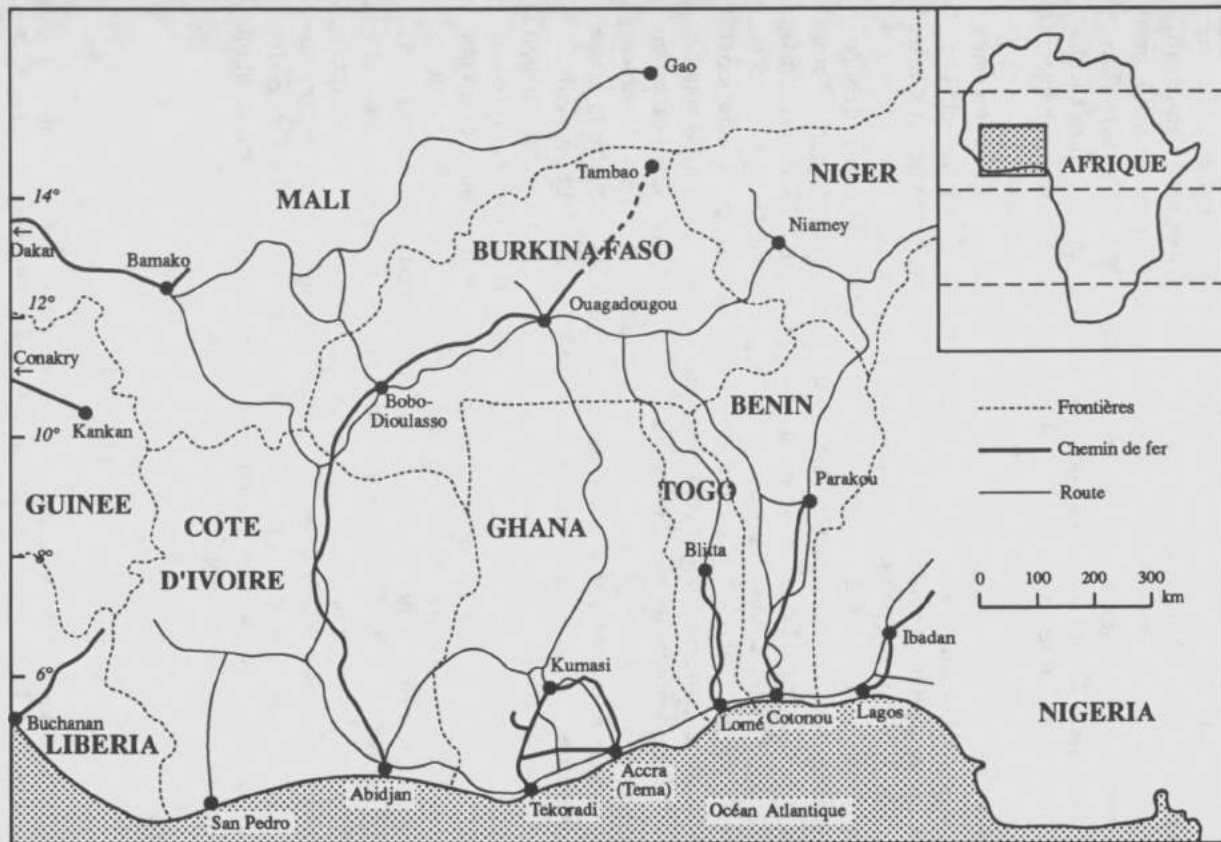 Gao
Tambao
NIGER
AFRIQUE
14°
MALI
Niamey
Dakar
Bamako
BURKINA-FASO
12°
Ouagadougou
Conakry
Kankan
Bobo-
Dioulasso
BENIN
Frontières
10°
Chemin de fer
GUINEE
COTE
D'IVOIRE
GHANA
TOGO
Parakou
Route
8°
Blitta
0 100 200 300
km
6°
Kumasi
Ibadan
Buchanan
LIBERIA
Lomé
Cotonou
Lagos
NIGERIA
Abidjan
Accra
(Tema)
San Pedro
Tekoradi
Océan Atlantique